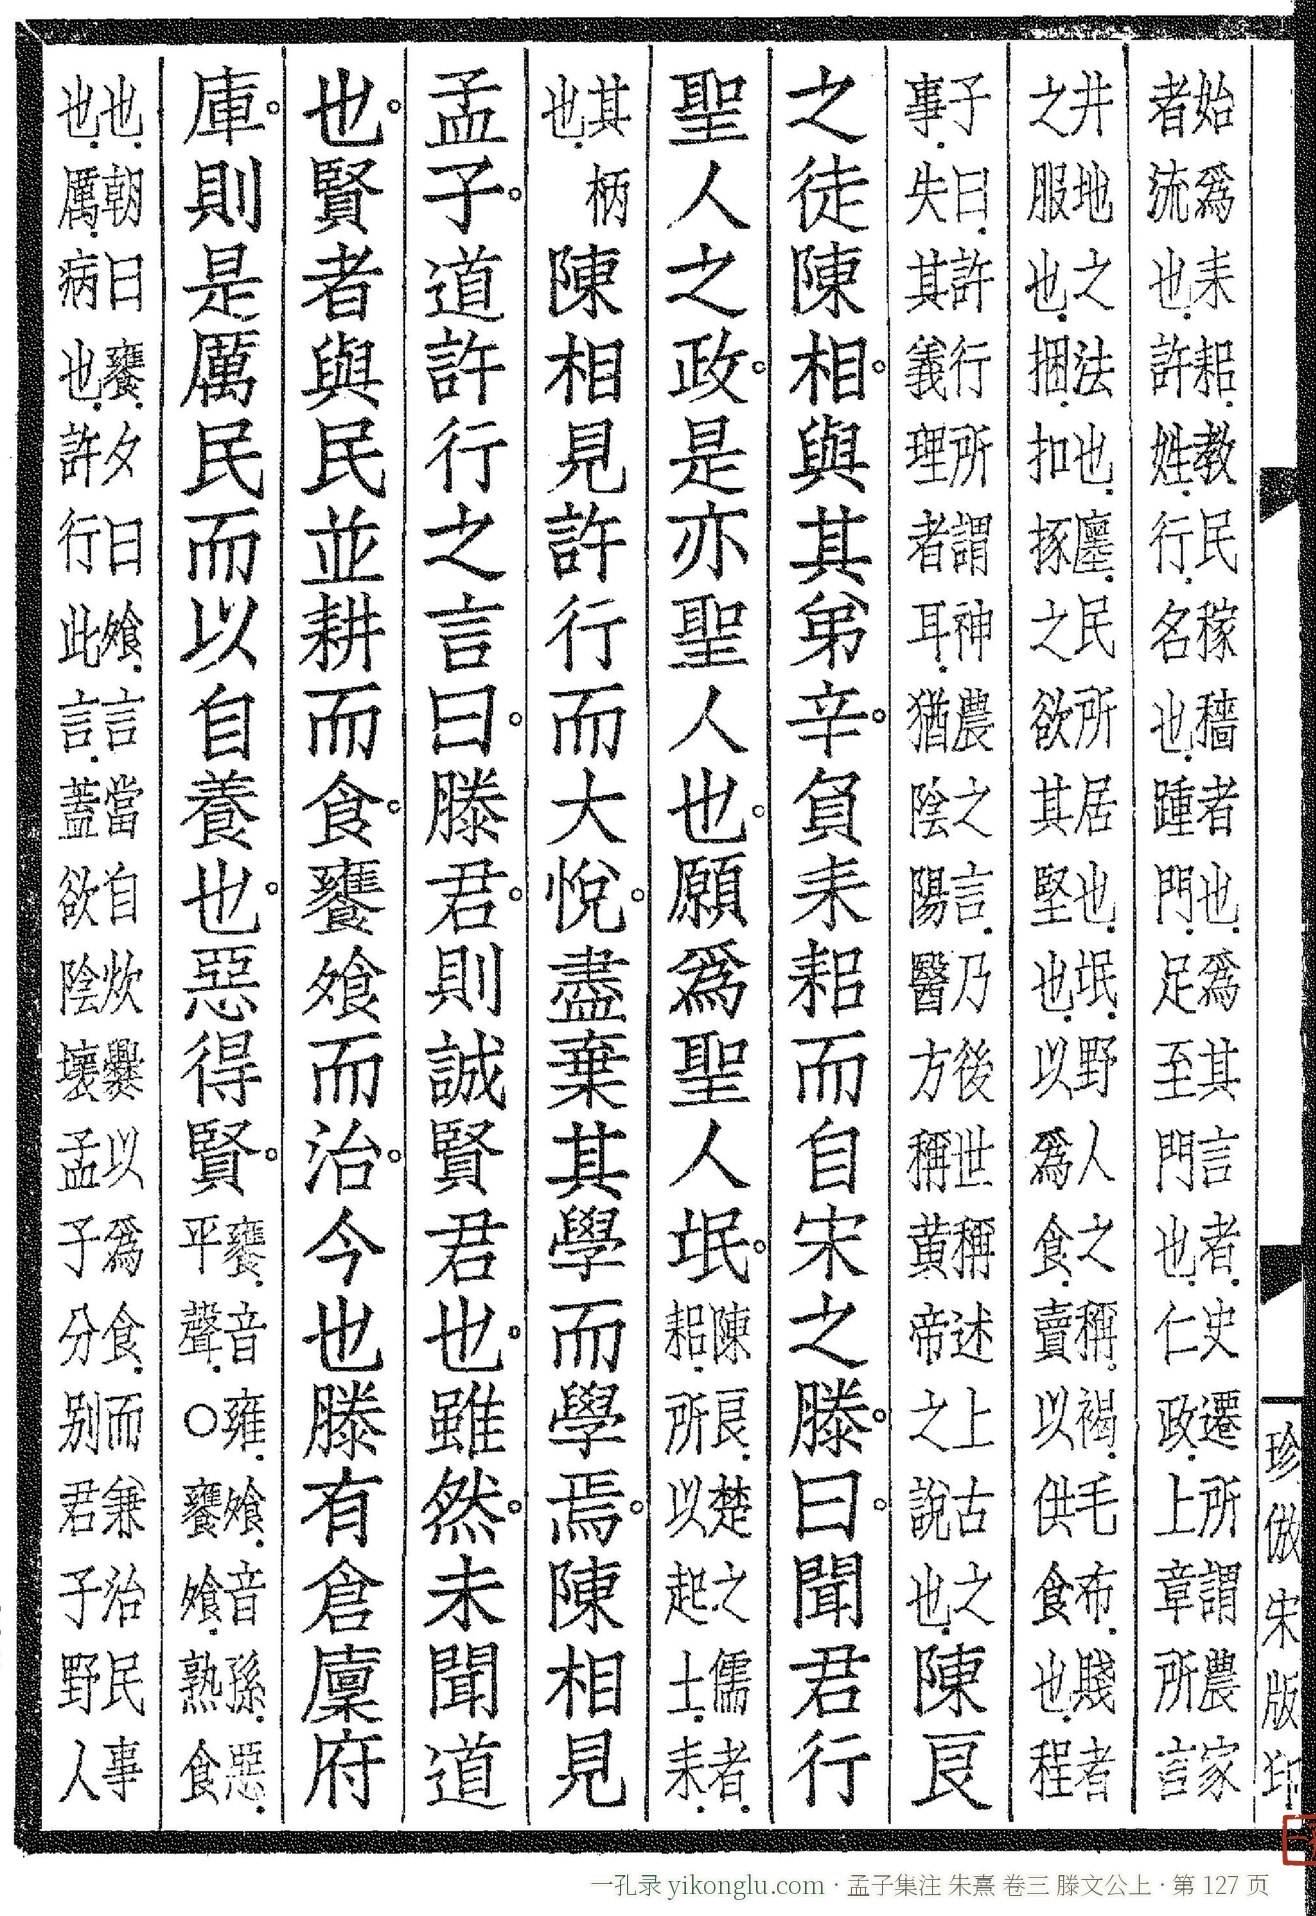 珍倣宋版印
始爲耒耜。教民稼穡者也。爲其言者。史遷所謂農家
者流也。許姓。行。名也。踵門。足至門也。仁政。上章所言
井地之法也。廛。民所居也。氓。野人之稱。褐。毛布。賤者
之服也。捆。扣㧻之欲其堅也。以爲食。賣以供食也。程
子曰。許行所謂神農之言。乃後世稱述上古之
事。失其義理者耳。猶陰陽醫方稱黄帝之說也。
陳良
之徒陳相。與其弟辛。負耒耜而自宋之滕。曰。聞君行
聖人之政。是亦聖人也。願爲聖人氓。
陳良。楚之儒者。
耜。所以起土。耒。
其柄
也。
陳相見許行而大悅。盡棄其學而學焉。陳相見
孟子。道許行之言曰。滕君。則誠賢君也。雖然。未聞道
也。賢者與民並耕而食。饔飧而治。今也滕有倉廩府
庫。則是厲民而以自養也。惡得賢。
饔。音雍。飧。音孫。惡。
平聲。○饔飧熟食
也。朝曰饔。夕曰飧。言當自炊爨以爲食。而兼治民事
也。厲。病也。許行此言。蓋欲陰壞孟子分别君子野人
一孔录 yikonglu.com · 孟子集注 朱熹 卷三 滕文公上 · 第 127 页